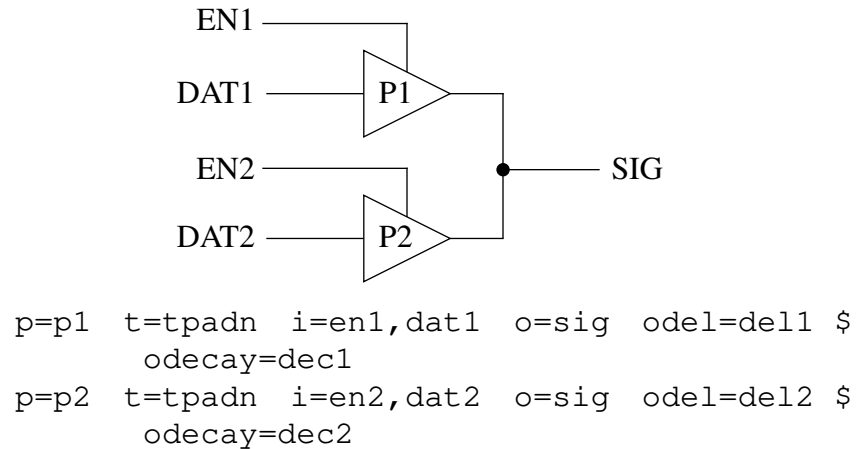 EN1
DAT1
P1
EN2
SIG
DAT2
P2
p=p1 t=tpadn i=en1,dat1 o=sig odel=del1 $
odecay=dec1
p=p2 t=tpadn i=en2,dat2 o=sig odel=del2 $
odecay=dec2